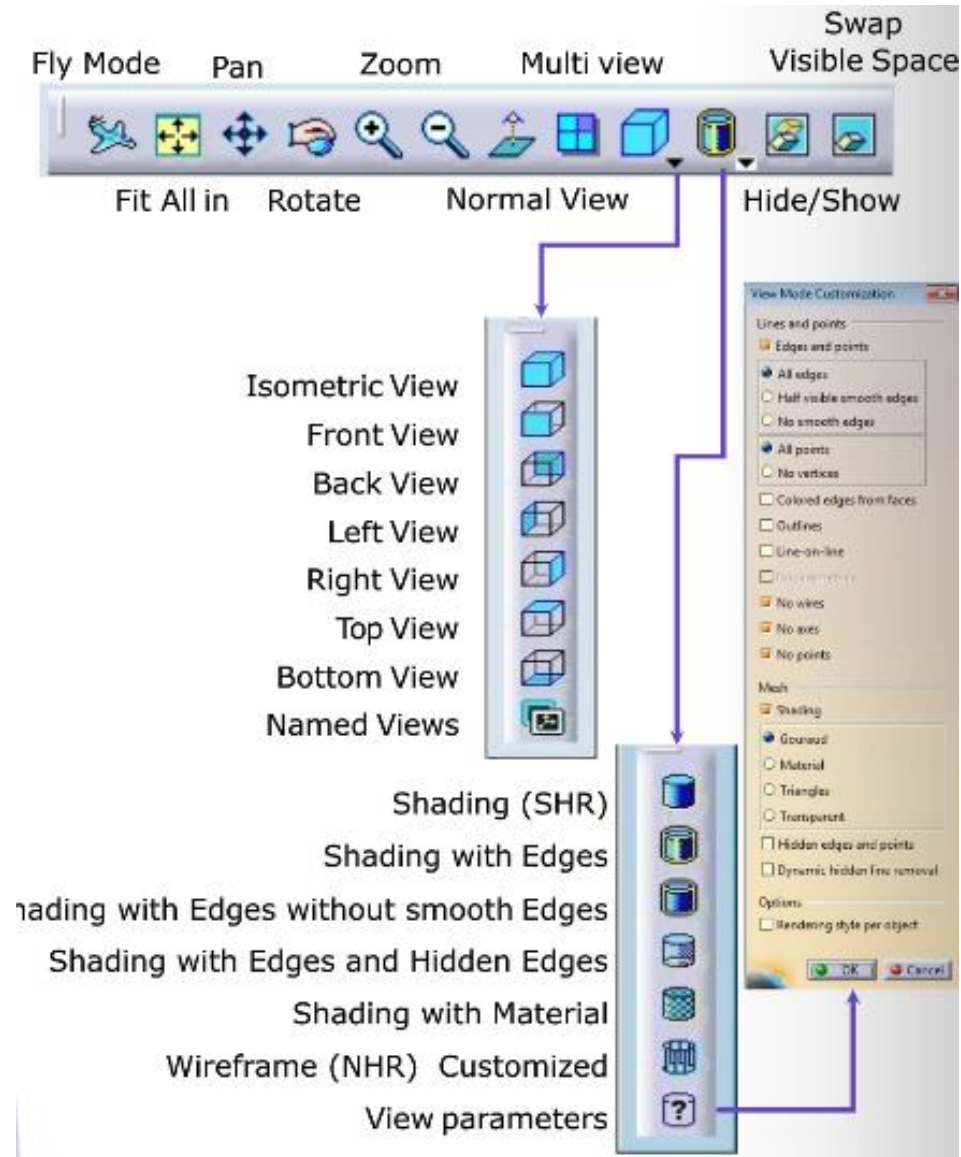 Swap
Fly Mode Pan Zoom Multi view Visible Space
Fit All in Rotate Normal View Hide/Show
Isometric View
Front View
Back View
Left View
Right View
Top View
Bottom View
Named Views
Shading (SHR)
Shading with Edges
hading with Edges without smooth Edges
Shading with Edges and Hidden Edges
Shading with Material
Wireframe (NHR) Customized
View parameters
?
View Mode Customization
Lines and points
Edges and points
All edges
Half visible smooth edges
No smooth edges
All points
No vertices
Colored edges from faces
Outlines
Line-on-line
No wires
No axes
No points
Mesh
Shading
Gouraud
Material
Triangles
Transparent
Hidden edges and points
Dynamic hidden line removal
Options
Rendering style per object
OK Cancel